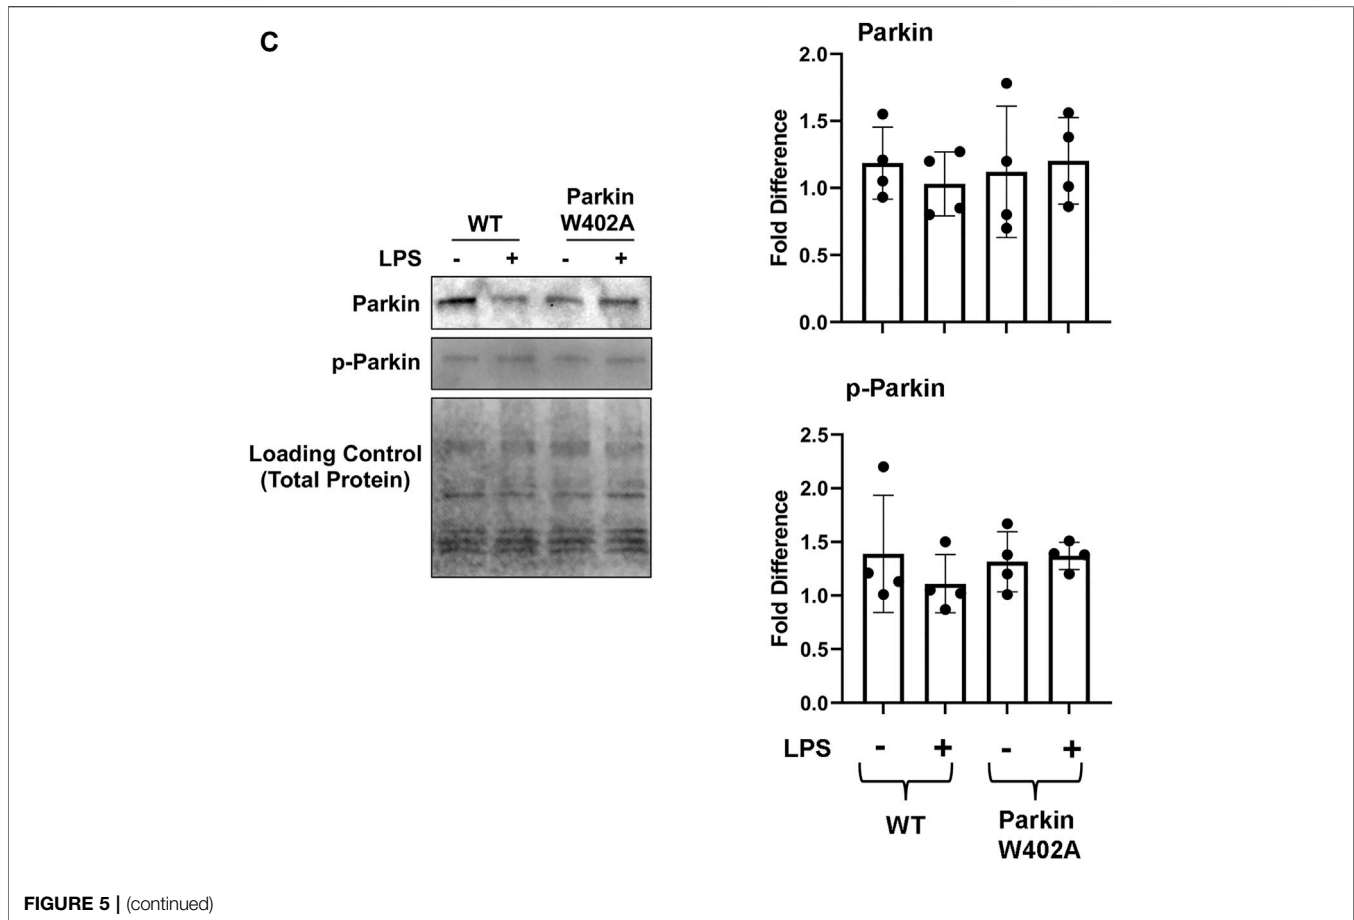 C
WT
Parkin
W402A
LPS
- + - +
Parkin
p-Parkin
Loading Control
(Total Protein)
Parkin
Fold Difference
2.0
1.5
1.0
0.5
0.0
p-Parkin
Fold Difference
2.5
2.0
1.5
1.0
0.5
0.0
LPS - + - +
WT
Parkin
W402A
FIGURE 5 | (continued)